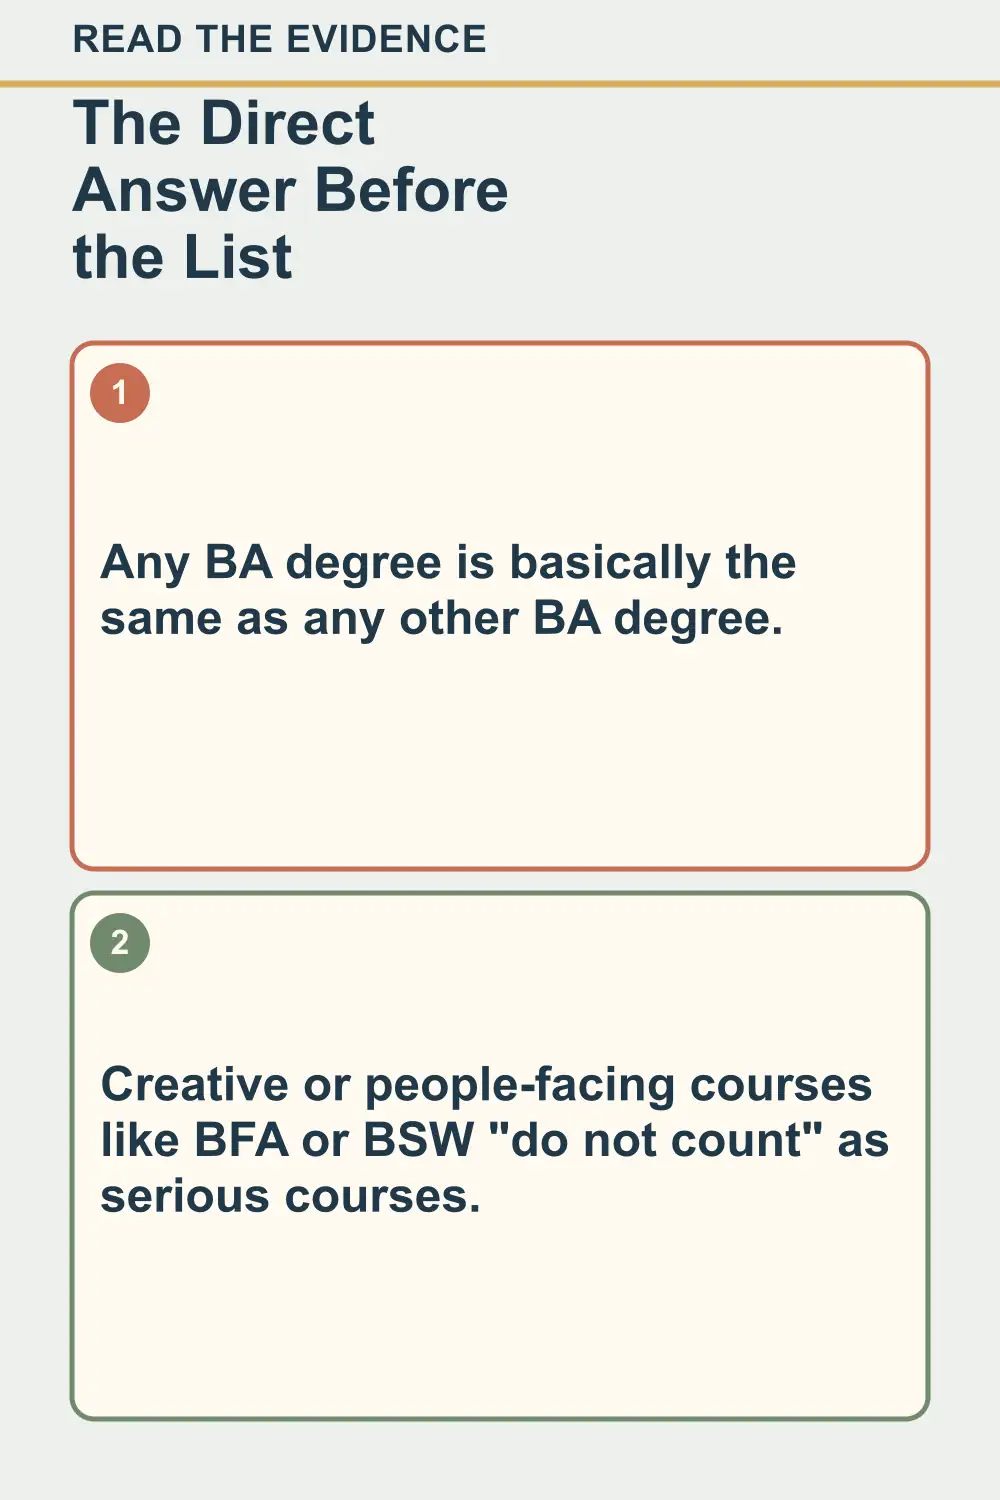 READ THE EVIDENCE
The Direct
Answer Before
the List
1
Any BA degree is basically the
same as any other BA degree.
2
Creative or people-facing courses
like BFA or BSW "do not count" as
serious courses.